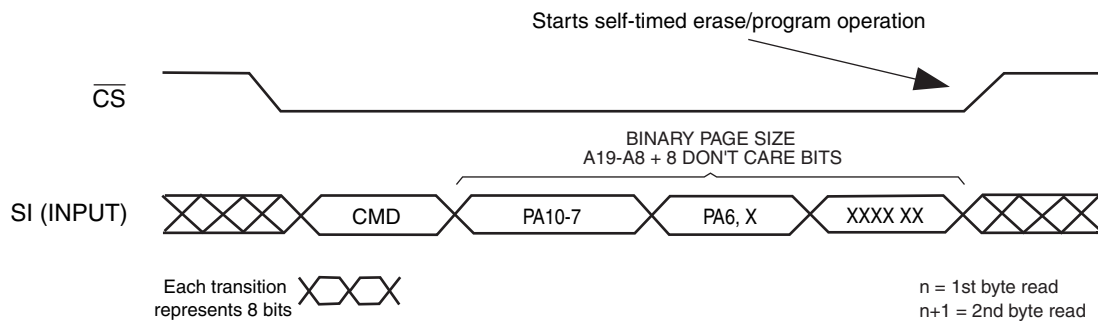 Starts self-timed erase/program operation
CS
BINARY PAGE SIZE
A19-A8 + 8 DON'T CARE BITS
SI (INPUT)
CMD
PA10-7
PA6, X
XXXX XX
Each transition
represents 8 bits
n = 1st byte read
n+1 = 2nd byte read